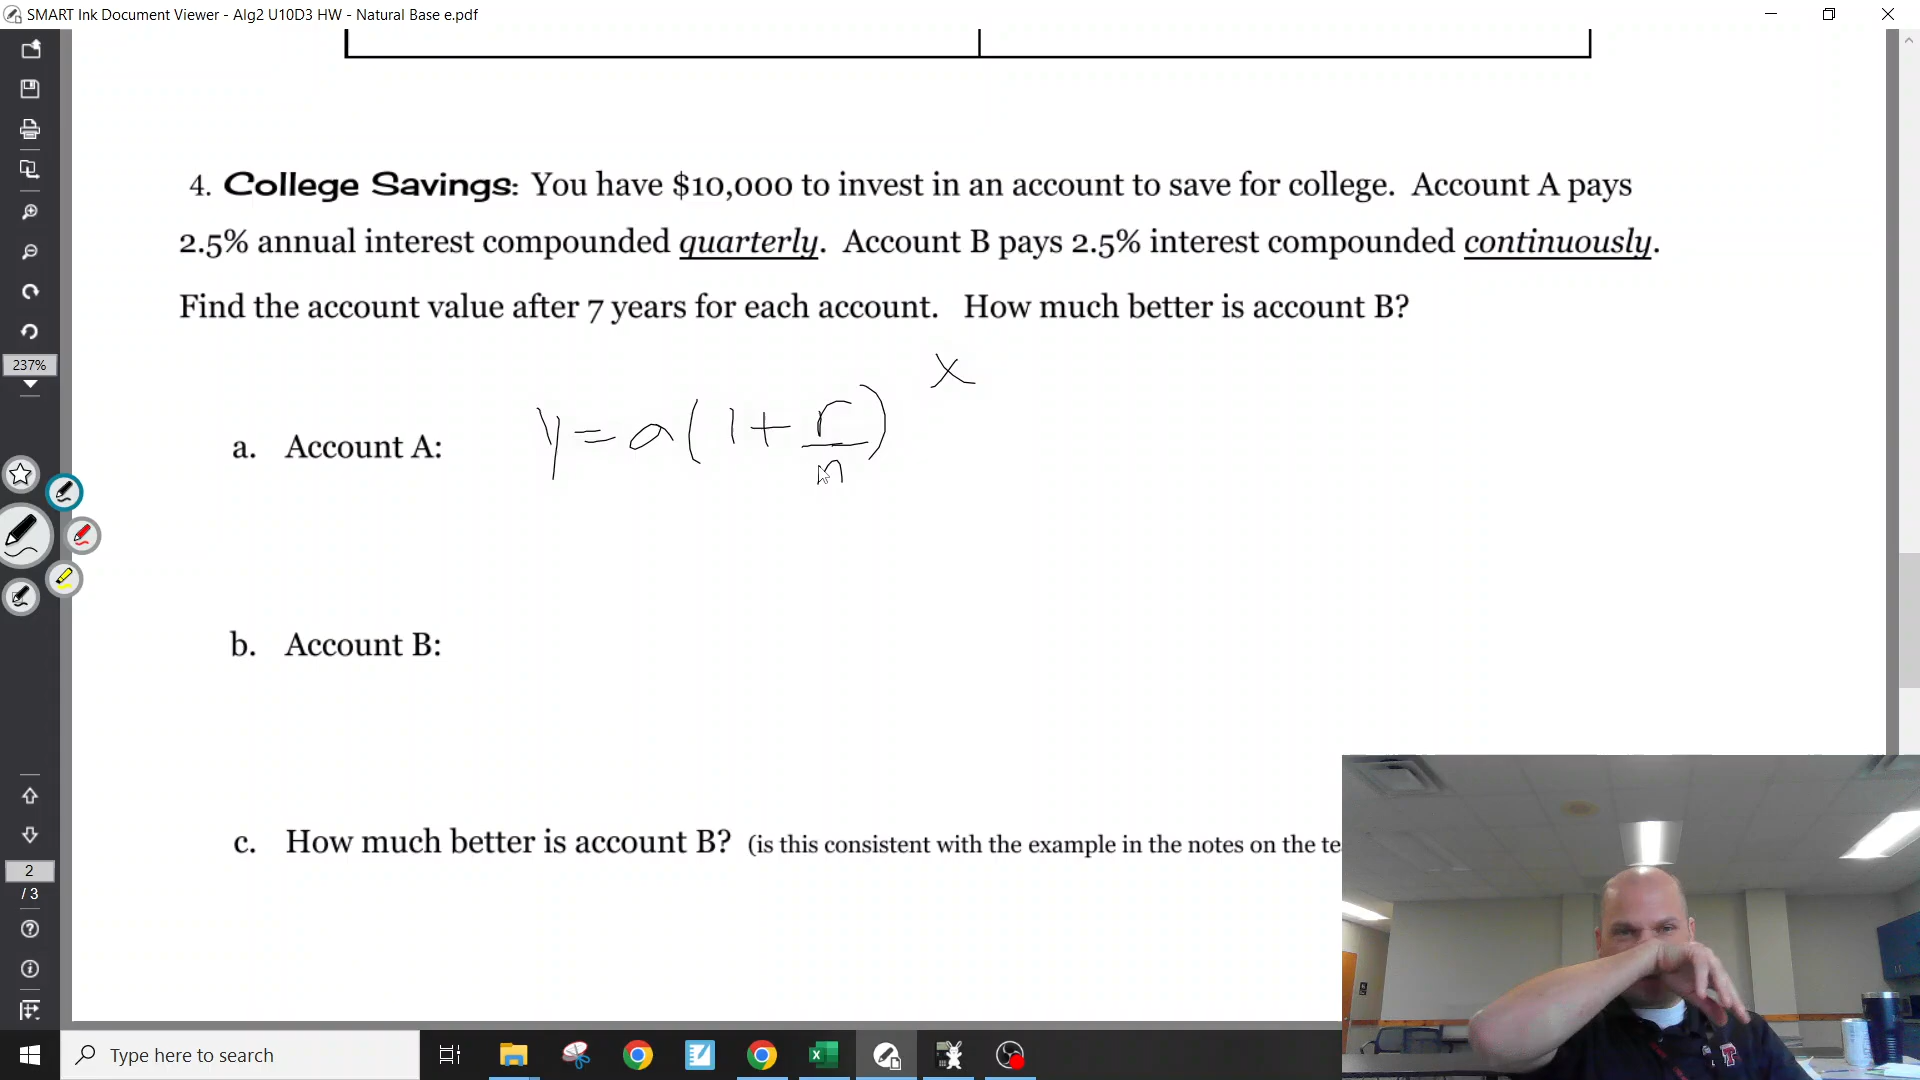 SMART Ink Document Viewer - Alg2 U10D3 HW - Natural Base e.pdf
4. College Savings: You have $10,000 to invest in an account to save for college. Account A pays
2.5% annual interest compounded quarterly. Account B pays 2.5% interest compounded continuously.
Find the account value after 7 years for each account. How much better is account B?
237%
x
a. Account A: y = a(1 + r/n)
b. Account B:
c. How much better is account B? (is this consistent with the example in the notes on the te
2
/ 3
Type here to search
T